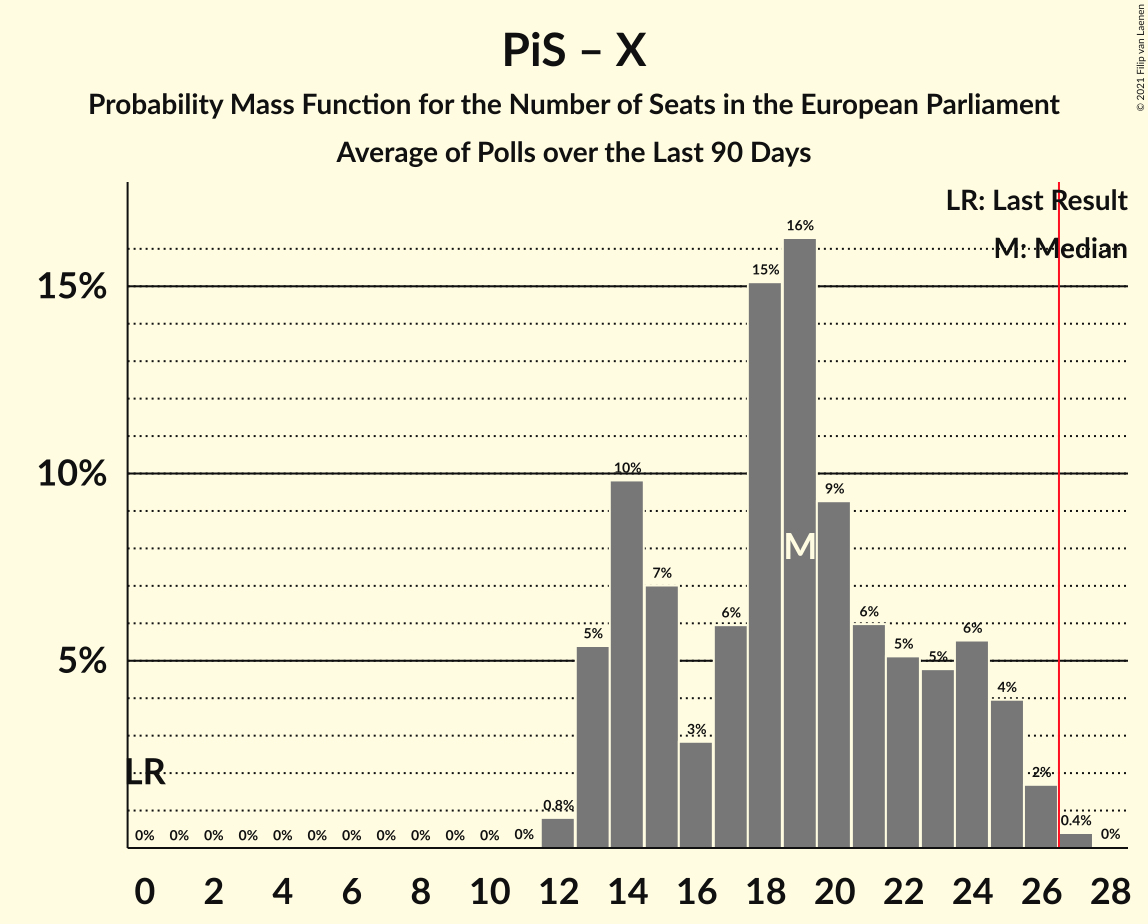 PiS – X
Probability Mass Function for the Number of Seats in the European Parliament
Average of Polls over the Last 90 Days
© 2021 Filip van Laenen
LR: Last Result
M: Median
16%
15%
15%
10%
10%
9%
M
7%
6%
6%
6%
5%
5%
5%
5%
4%
3%
2%
LR
0.8%
0.4%
0% 0% 0% 0% 0% 0% 0% 0% 0% 0% 0% 0% 0%
0 2 4 6 8 10 12 14 16 18 20 22 24 26 28